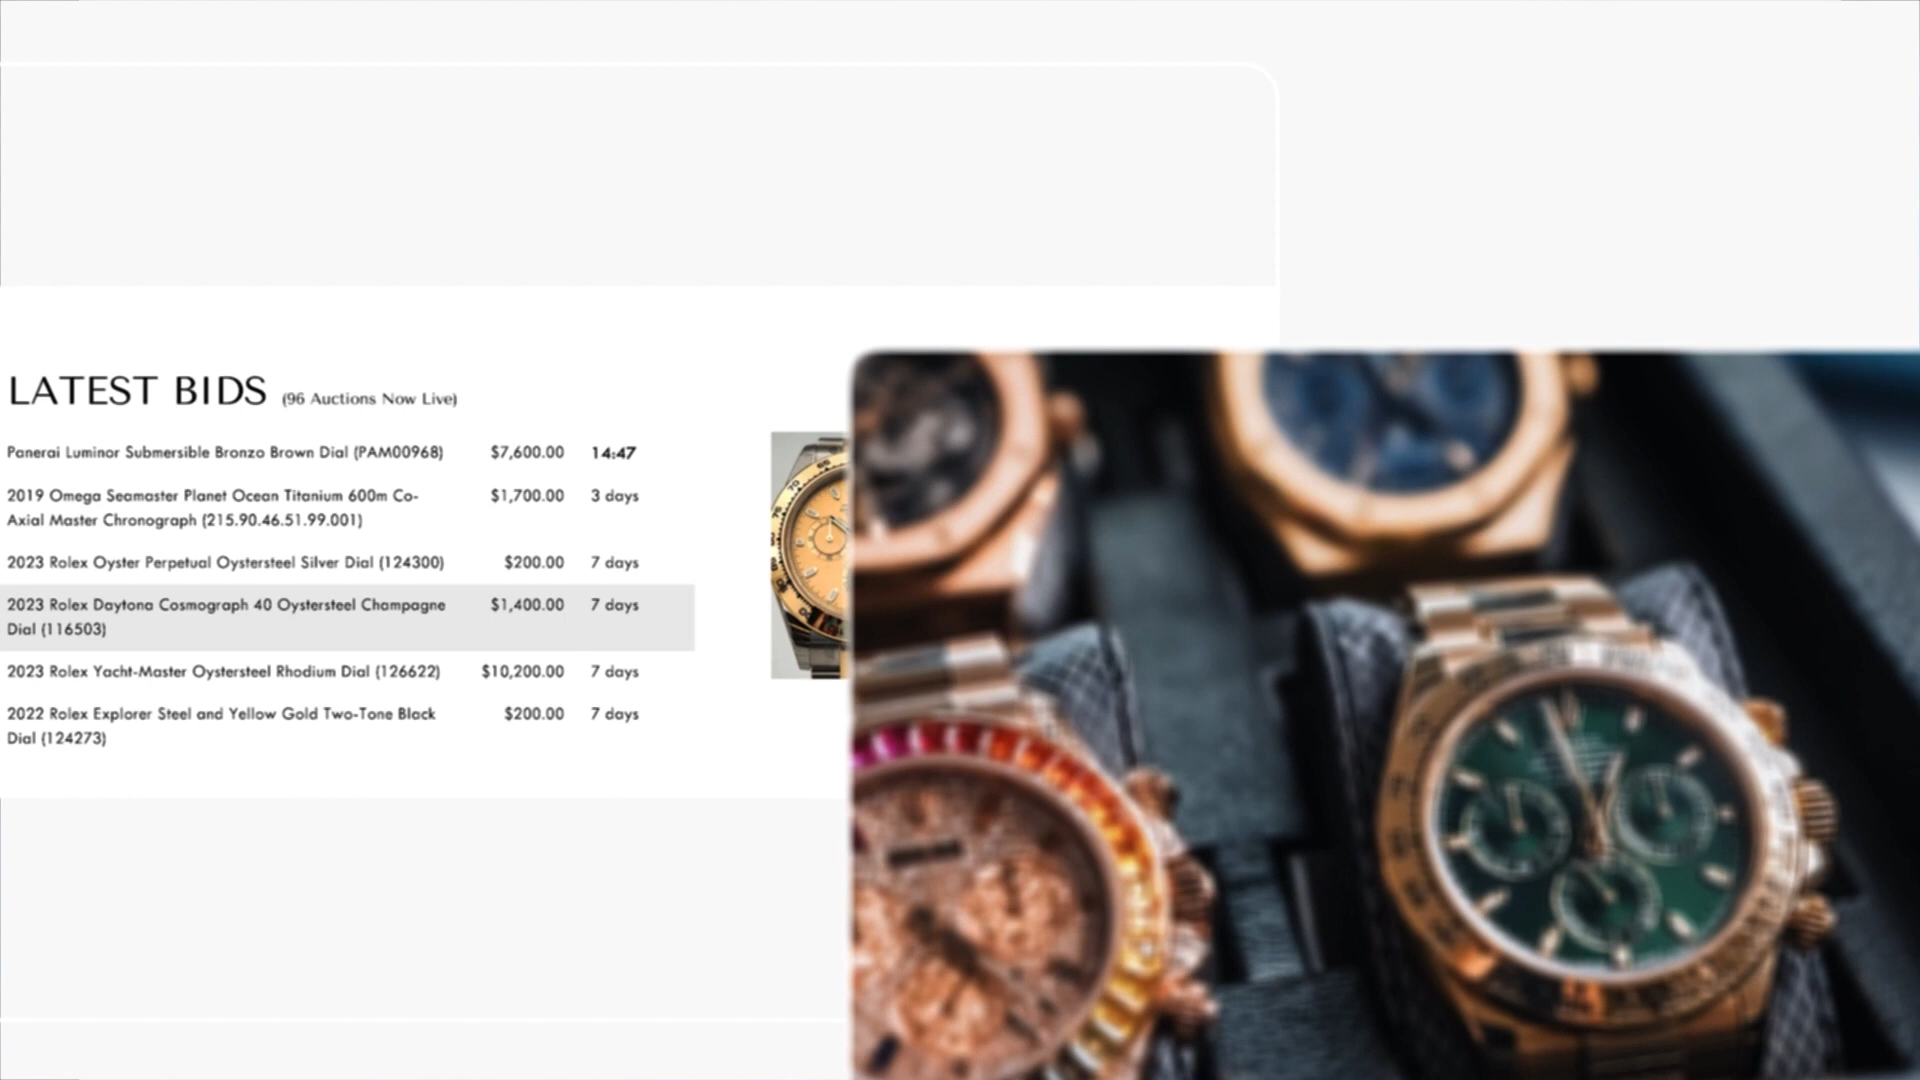 LATEST BIDS (96 Auctions Now Live)
Panerai Luminor Submersible Bronzo Brown Dial (PAM00968) $7,600.00 14:47
2019 Omega Seamaster Planet Ocean Titanium 600m Co- $1,700.00 3 days
Axial Master Chronograph (215.90.46.51.99.001)
2023 Rolex Oyster Perpetual Oystersteel Silver Dial (124300) $200.00 7 days
2023 Rolex Daytona Cosmograph 40 Oystersteel Champagne $1,400.00 7 days
Dial (116503)
2023 Rolex Yacht-Master Oystersteel Rhodium Dial (126622) $10,200.00 7 days
2022 Rolex Explorer Steel and Yellow Gold Two-Tone Black $200.00 7 days
Dial (124273)